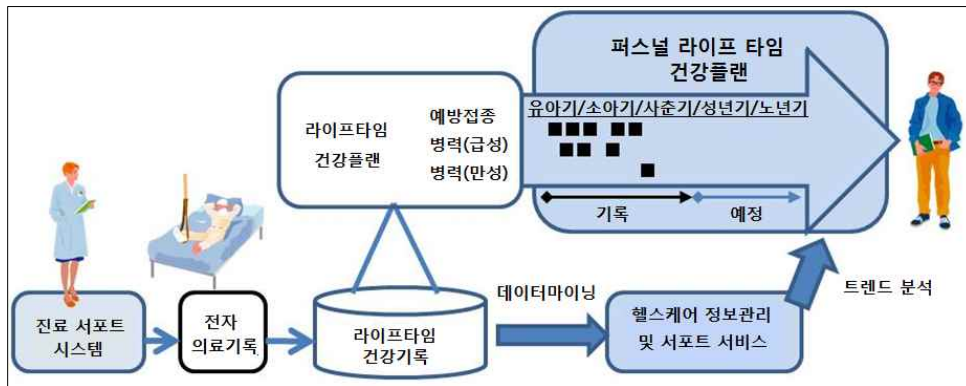 퍼스널 라이프 타임
건강플랜
유아기/소아기/사춘기/성년기/노년기
라이프타임
건강플랜
예방접종
병력(급성)
병력(만성)
기록
예정
진료 서포트
시스템
전자
의료기록
라이프타임
건강기록
데이터마이닝
헬스케어 정보관리
및 서포트 서비스
트렌드 분석